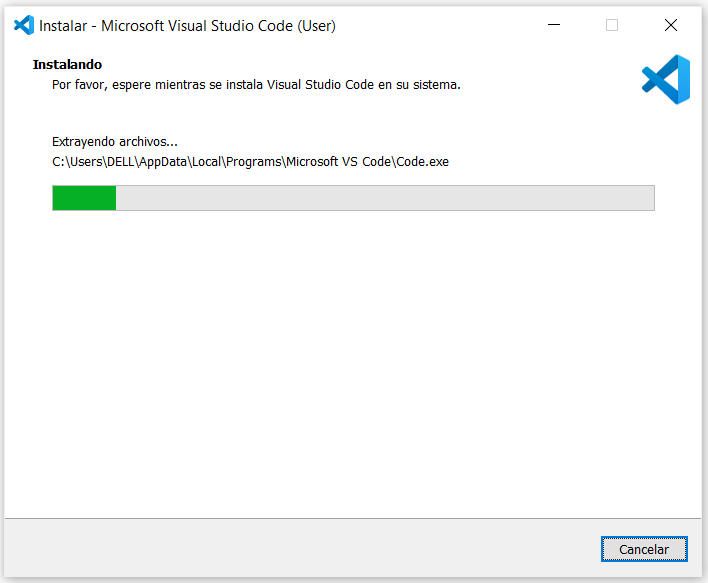 Instalar - Microsoft Visual Studio Code (User)
Instalando
Por favor, espere mientras se instala Visual Studio Code en su sistema.
Extrayendo archivos...
C:\Users\DELL\AppData\Local\Programs\Microsoft VS Code\Code.exe
Cancelar